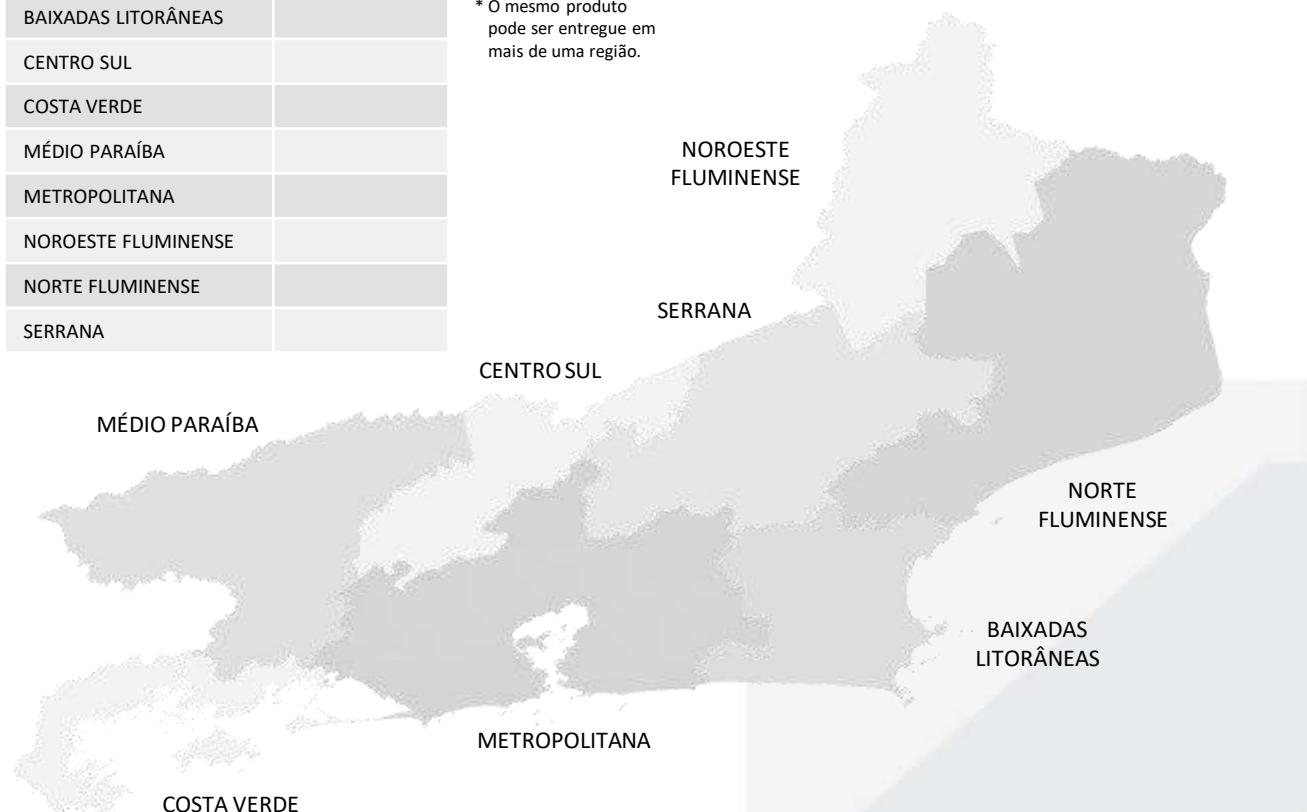 BAIXADAS LITORÂNEAS
CENTRO SUL
COSTA VERDE
MÉDIO PARAÍBA
METROPOLITANA
NOROESTE FLUMINENSE
NORTE FLUMINENSE
SERRANA
* O mesmo produto
pode ser entregue em
mais de uma região.
NOROESTE
FLUMINENSE
SERRANA
CENTRO SUL
MÉDIO PARAÍBA
NORTE
FLUMINENSE
BAIXADAS
LITORÂNEAS
METROPOLITANA
COSTA VERDE